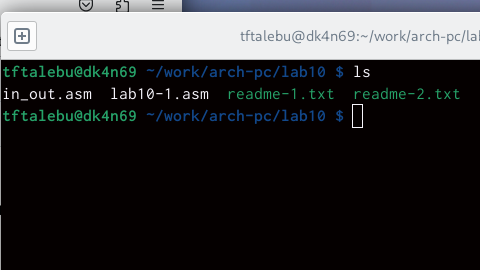 tftalebu@dk4n69:~/work/arch-pc/la
tftalebu@dk4n69 ~/work/arch-pc/lab10 $ ls
in_out.asm lab10-1.asm readme-1.txt readme-2.txt
tftalebu@dk4n69 ~/work/arch-pc/lab10 $